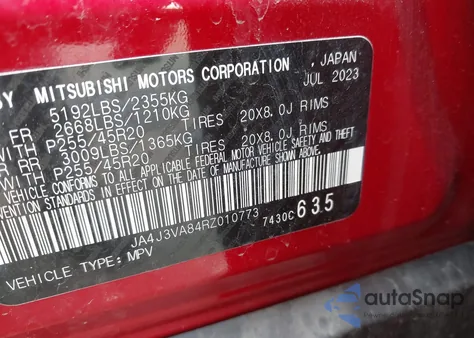 BY MITSUBISHI MOTORS CORPORATION , JAPAN
5192LBS/2355KG JUL 2023
FR 2668LBS/1210KG
WITH P255/45R20 TIRES 20X8.0J RIMS
RR 3009LBS/1365KG
WITH P255/45R20 TIRES 20X8.0J RIMS
VEHICLE CONFORMS TO ALL APPLICABLE FEDERAL
SAFETY AND THEFT
PREVENTION STANDARDS IN EFFECT ON THE DATE OF
MANUFACTURE SHOWN ABOVE.
JA4J3VA84RZ010773 7430C 635
VEHICLE TYPE: MPV
autoSnap